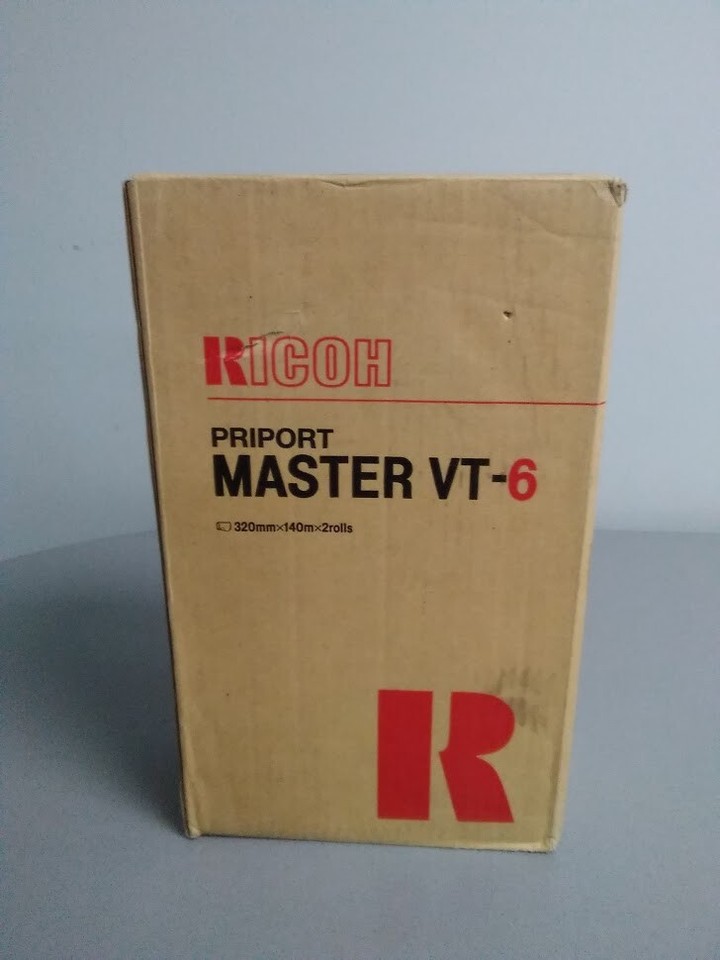 RICOH
PRIPORT
MASTER VT-6
320mm×140m×2rolls
R